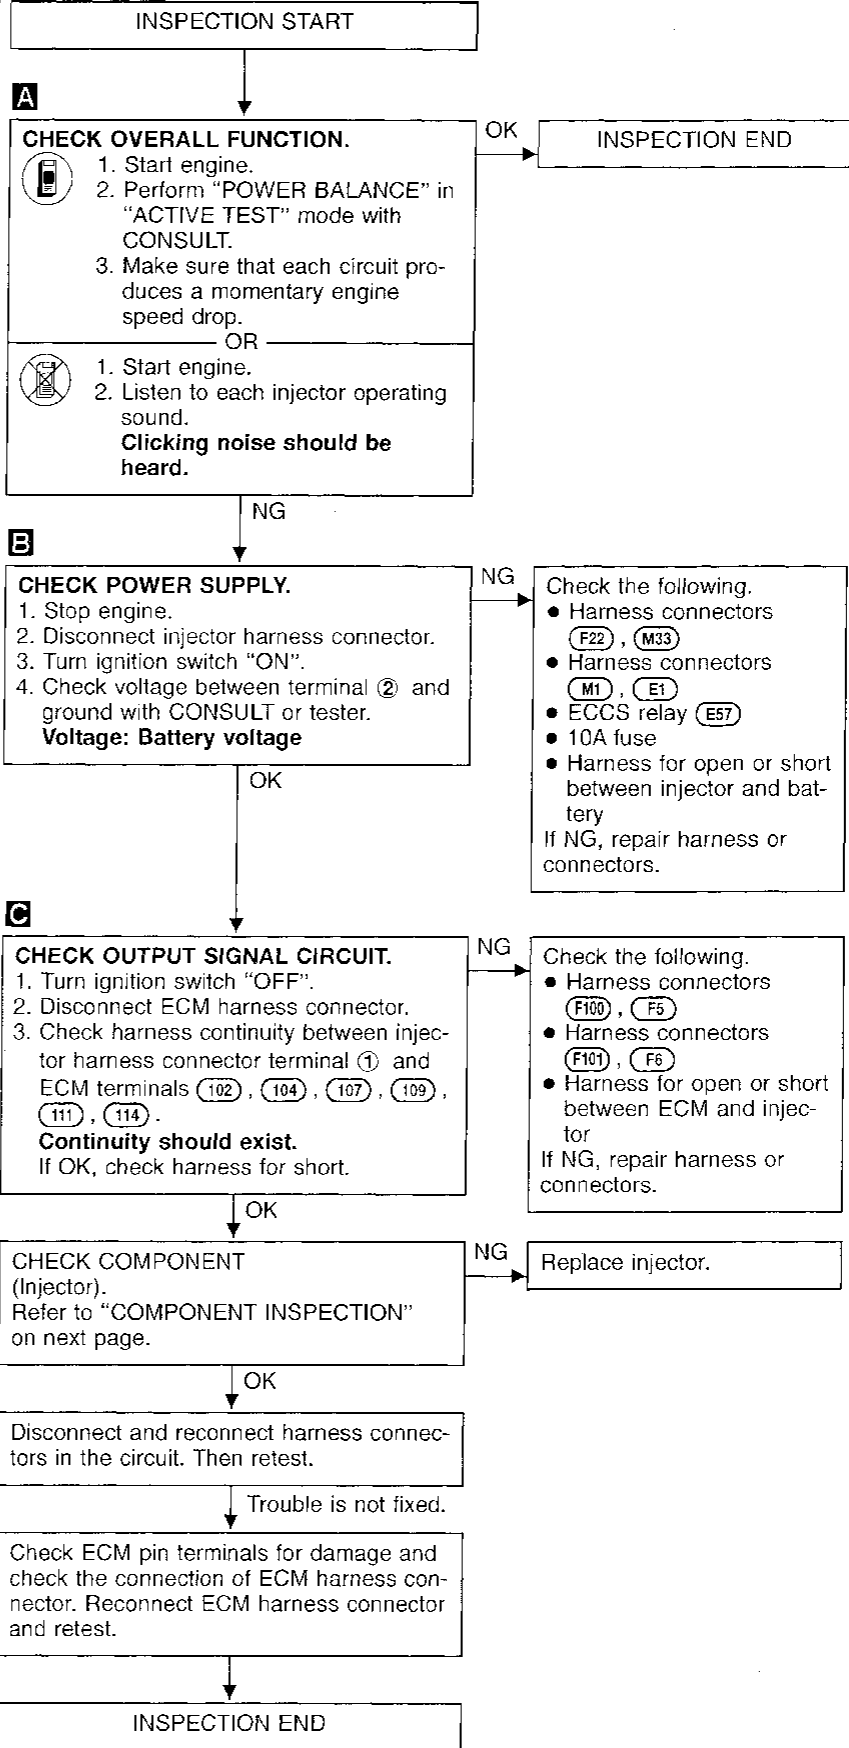 INSPECTION START
A
CHECK OVERALL FUNCTION.
1. Start engine.
2. Perform “POWER BALANCE” in
“ACTIVE TEST” mode with
CONSULT.
3. Make sure that each circuit pro-
duces a momentary engine
speed drop.
OR
1. Start engine.
2. Listen to each injector operating
sound.
Clicking noise should be
heard.
OK
INSPECTION END
NG
B
CHECK POWER SUPPLY.
1. Stop engine.
2. Disconnect injector harness connector.
3. Turn ignition switch “ON”.
4. Check voltage between terminal ② and
ground with CONSULT or tester.
Voltage: Battery voltage
NG
Check the following.
● Harness connectors
F22 , M33
● Harness connectors
M1 , E1
● ECCS relay E57
● 10A fuse
● Harness for open or short
between injector and bat-
tery
If NG, repair harness or
connectors.
OK
C
CHECK OUTPUT SIGNAL CIRCUIT.
1. Turn ignition switch “OFF”.
2. Disconnect ECM harness connector.
3. Check harness continuity between injec-
tor harness connector terminal ① and
ECM terminals 102 , 104 , 107 , 109 ,
111 , 114 .
Continuity should exist.
If OK, check harness for short.
NG
Check the following.
● Harness connectors
F100 , F5
● Harness connectors
F101 , F6
● Harness for open or short
between ECM and injec-
tor
If NG, repair harness or
connectors.
OK
CHECK COMPONENT
(Injector).
Refer to “COMPONENT INSPECTION”
on next page.
NG
Replace injector.
OK
Disconnect and reconnect harness connec-
tors in the circuit. Then retest.
Trouble is not fixed.
Check ECM pin terminals for damage and
check the connection of ECM harness con-
nector. Reconnect ECM harness connector
and retest.
INSPECTION END